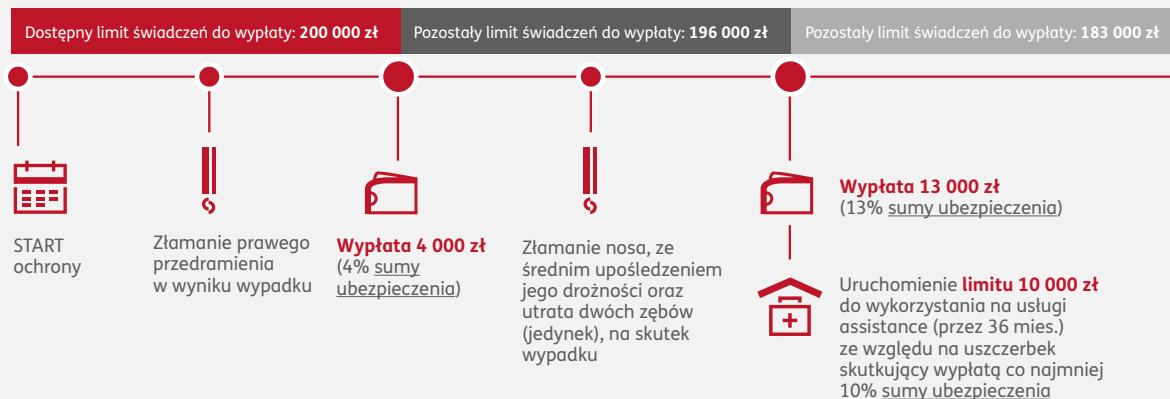 Dostępny limit świadczeń do wypłaty: 200 000 zł
Pozostały limit świadczeń do wypłaty: 196 000 zł
Pozostały limit świadczeń do wypłaty: 183 000 zł
START
ochrony
Złamanie prawego
przedramienia
w wyniku wypadku
Wypłata 4 000 zł
(4% sumy
ubezpieczenia)
Złamanie nosa, ze
średnim upośledzeniem
jego drożności oraz
utrata dwóch zębów
(jedynek), na skutek
wypadku
Wypłata 13 000 zł
(13% sumy ubezpieczenia)
Uruchomienie limitu 10 000 zł
do wykorzystania na usługi
assistance (przez 36 mies.)
ze względu na uszczerbek
skutkujący wypłatą co najmniej
10% sumy ubezpieczenia